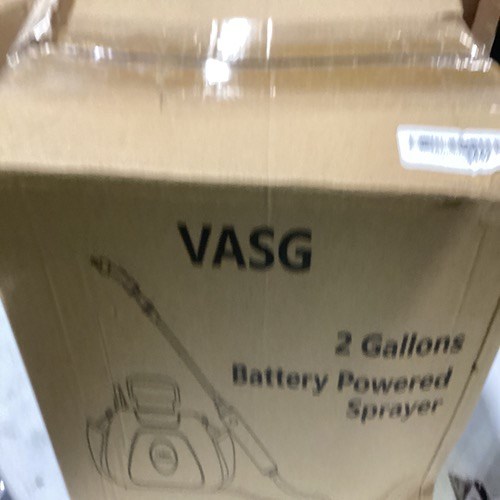 VASG
2 Gallons
Battery Powered
Sprayer